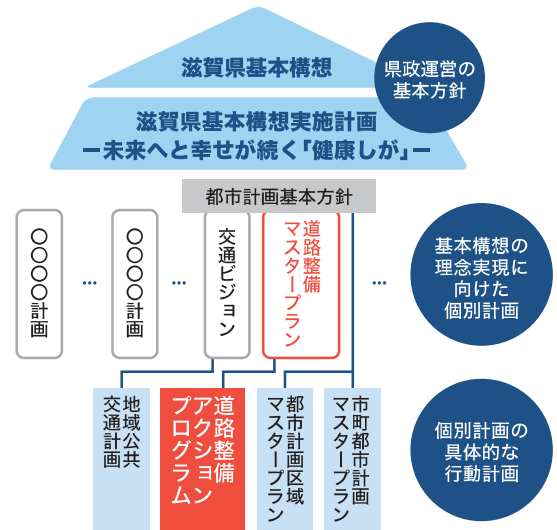 滋賀県基本構想
県政運営の
基本方針
滋賀県基本構想実施計画
ー未来へと幸せが続く「健康しが」ー
都市計画基本方針
〇〇〇〇計画
…
〇〇〇〇計画
…
交通ビジョン
道路整備
マスタープラン
…
基本構想の
理念実現に
向けた
個別計画
地域公共
交通計画
道路整備
アクション
プログラム
都市計画区域
マスタープラン
市町都市計画
マスタープラン
個別計画の
具体的な
行動計画